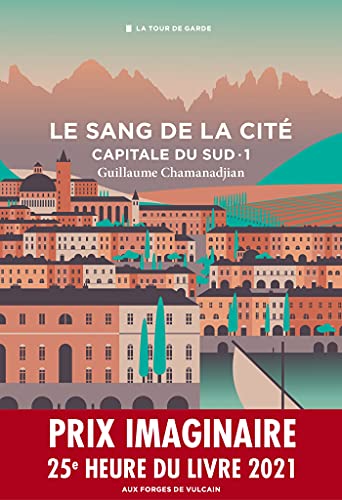 LA TOUR DE GARDE
LE SANG DE LA CITÉ
CAPITALE DU SUD · 1
Guillaume Chamanadjian
PRIX IMAGINAIRE
25e HEURE DU LIVRE 2021
AUX FORGES DE VULCAIN